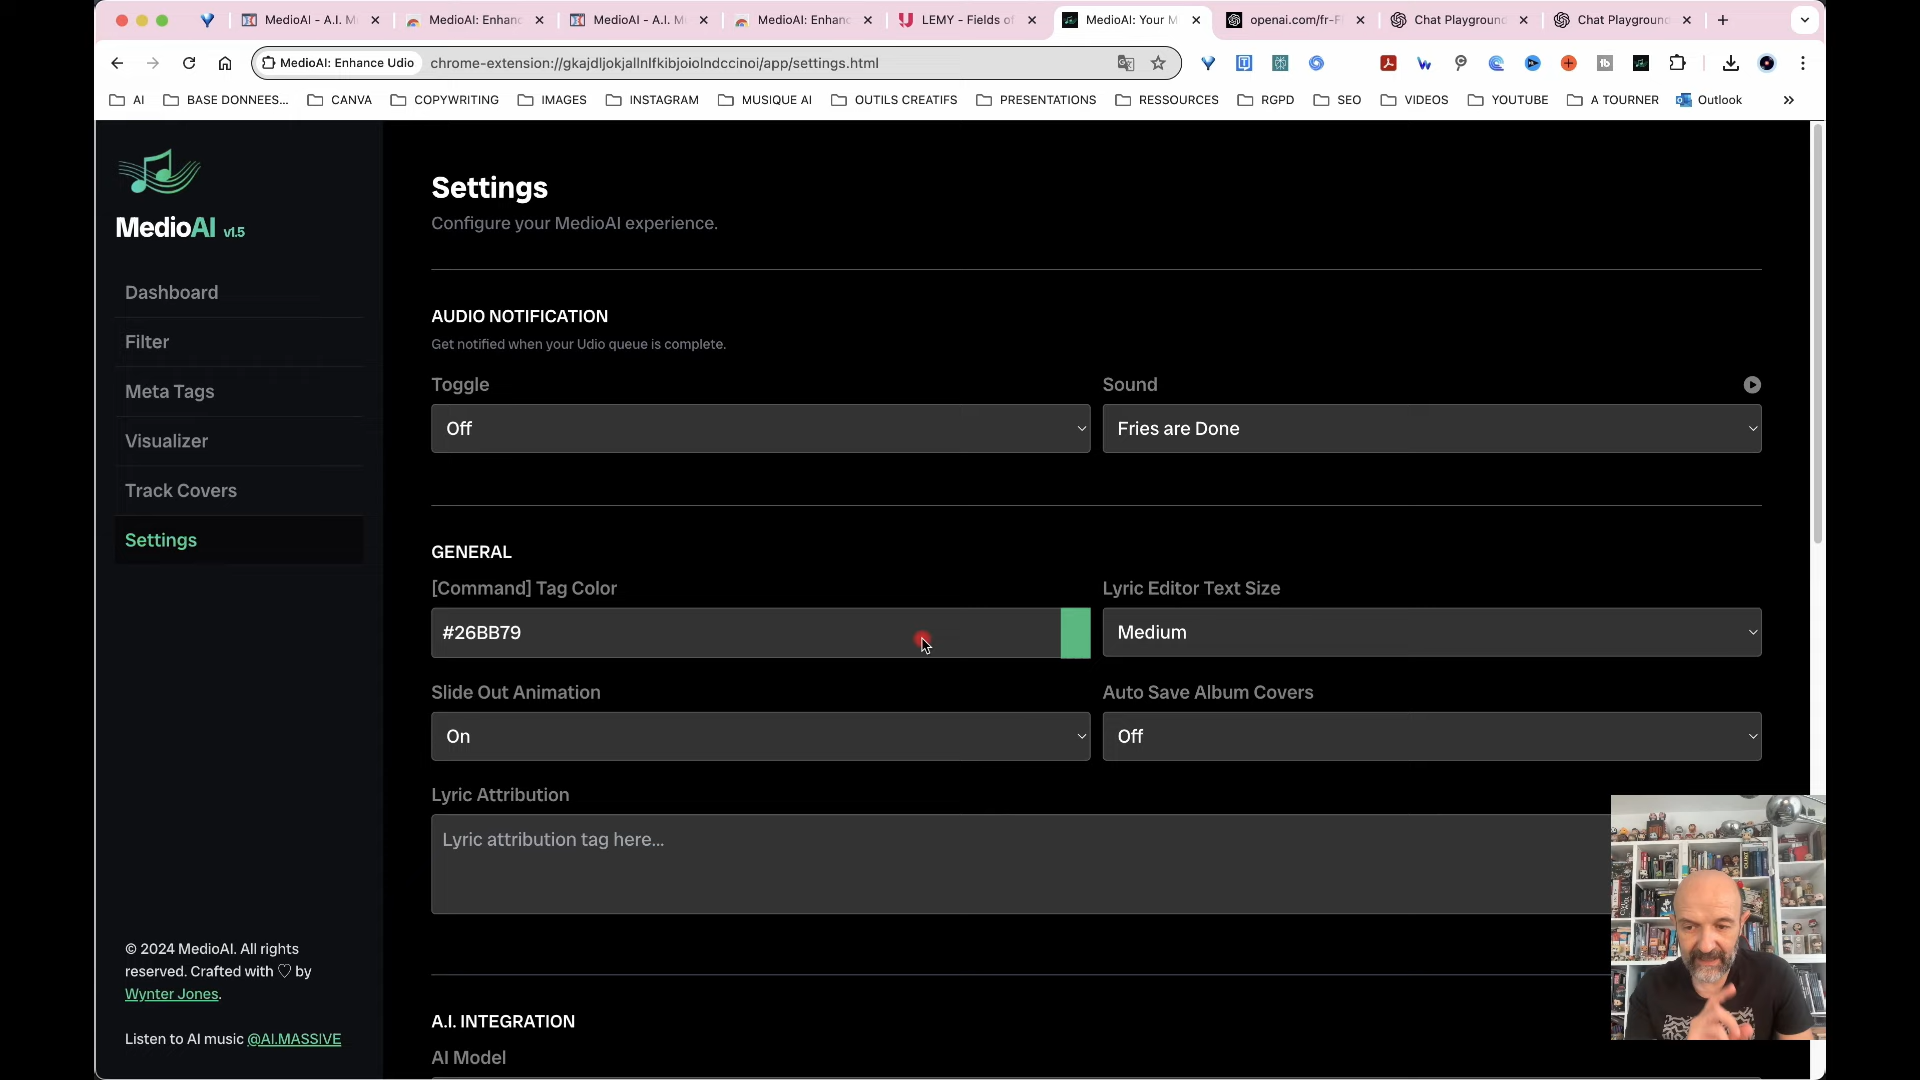 MedioAI - A.I. M
MedioAI: Enhanc
MedioAI - A.I. M
MedioAI: Enhanc
LEMY - Fields of
MedioAI: Your M
openai.com/fr-F
Chat Playground
Chat Playground
MedioAI: Enhance Udio
chrome-extension://gkajdljokjallnlfkibjoiolndccinoi/app/settings.html
AI
BASE DONNEES...
CANVA
COPYWRITING
IMAGES
INSTAGRAM
MUSIQUE AI
OUTILS CREATIFS
PRESENTATIONS
RESSOURCES
RGPD
SEO
VIDEOS
YOUTUBE
A TOURNER
Outlook
MedioAI v1.5
Dashboard
Filter
Meta Tags
Visualizer
Track Covers
Settings
© 2024 MedioAI. All rights
reserved. Crafted with ♡ by
Wynter Jones.
Listen to AI music @AI.MASSIVE
Settings
Configure your MedioAI experience.
AUDIO NOTIFICATION
Get notified when your Udio queue is complete.
Toggle
Sound
Off
Fries are Done
GENERAL
[Command] Tag Color
Lyric Editor Text Size
#26BB79
Medium
Slide Out Animation
Auto Save Album Covers
On
Off
Lyric Attribution
Lyric attribution tag here...
A.I. INTEGRATION
AI Model